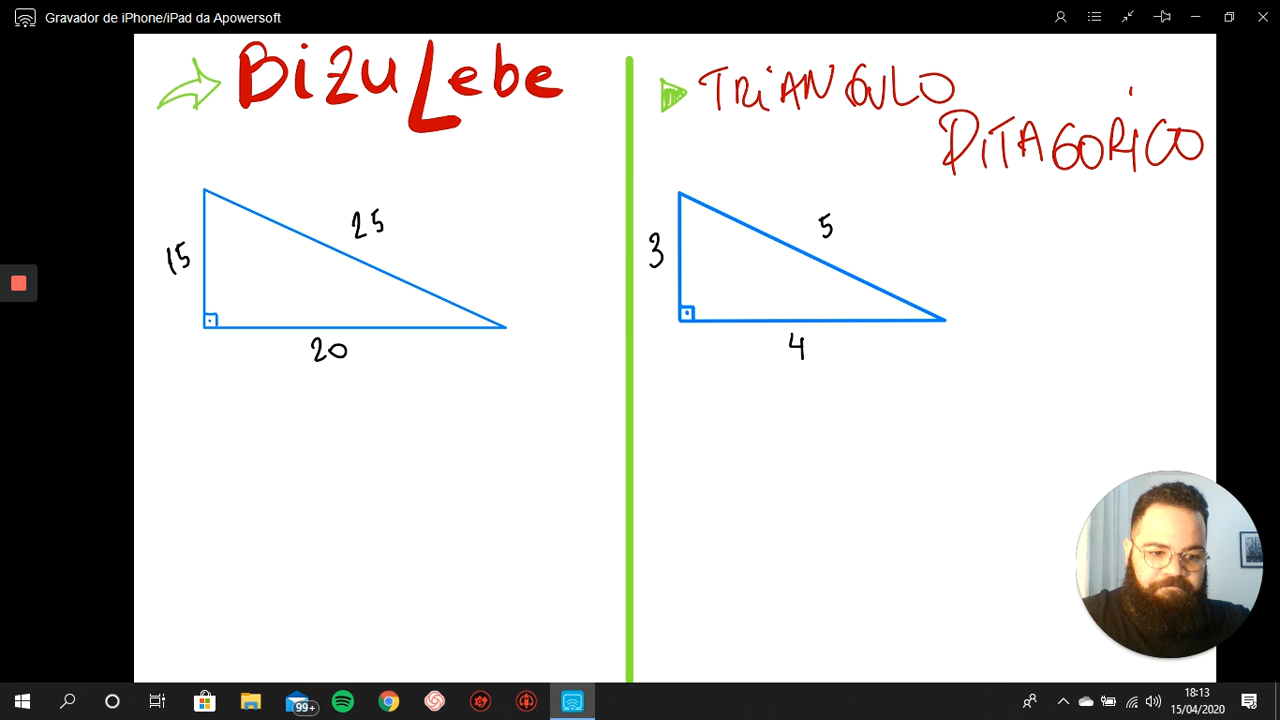 Gravador de iPhone/iPad da Apowersoft
BizuLebe
TRiANGULO
PiTAGORiCO
25
15
20
5
3
4
99+
18:13
15/04/2020